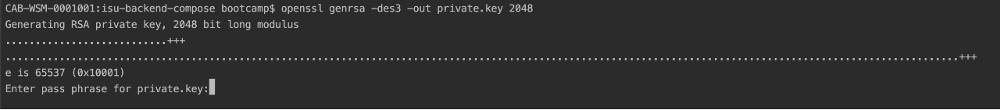 CAB-WSM-0001001:isu-backend-compose bootcamp$ openssl genrsa -des3 -out private.key 2048
Generating RSA private key, 2048 bit long modulus
...........................+++
................................................................................................................................................................+++
e is 65537 (0x10001)
Enter pass phrase for private.key: